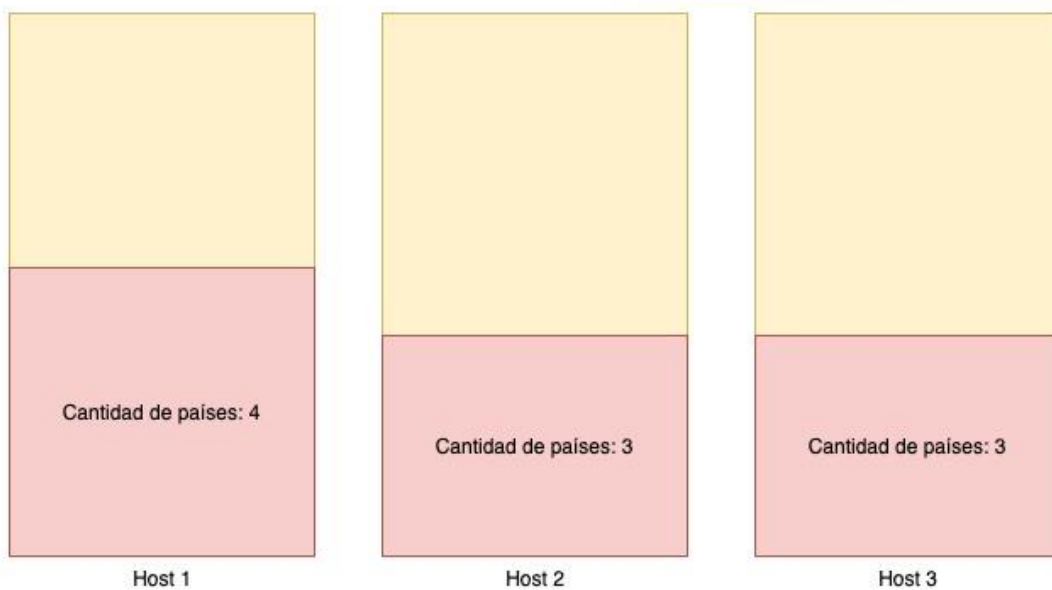 Cantidad de países: 4
Cantidad de países: 3
Cantidad de países: 3
Host 1
Host 2
Host 3